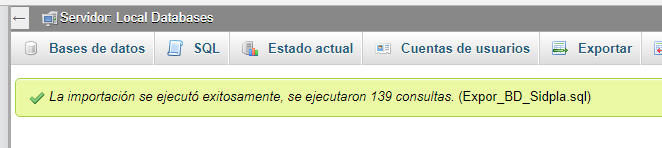 Servidor: Local Databases
Bases de datos SQL Estado actual Cuentas de usuarios Exportar
La importación se ejecutó exitosamente, se ejecutaron 139 consultas. (Expor_BD_Sidpla.sql)